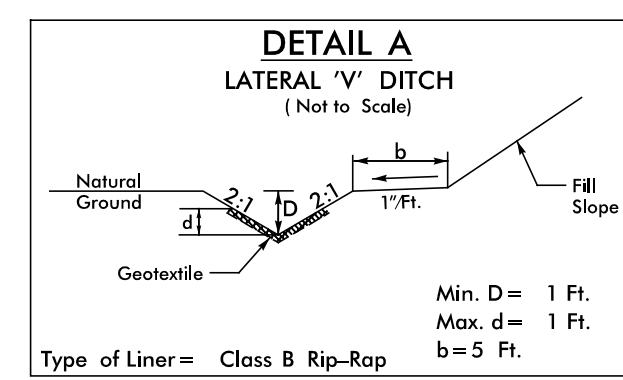 DETAIL A
LATERAL 'V' DITCH
( Not to Scale)
b
Natural
Ground
2:1
D
2:1
1"/Ft.
d
Fill
Slope
Geotextile
Min. D = 1 Ft.
Max. d = 1 Ft.
b = 5 Ft.
Type of Liner = Class B Rip-Rap